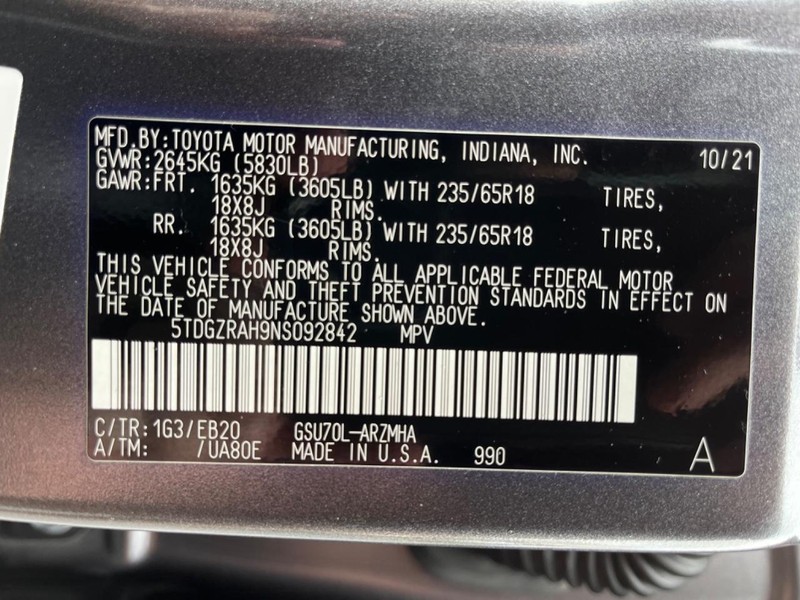 MFD.BY:TOYOTA MOTOR MANUFACTURING, INDIANA, INC. 10/21
GVWR:2645KG (5830LB)
GAWR:FRT. 1635KG (3605LB) WITH 235/65R18 TIRES,
18X8J RIMS.
RR. 1635KG (3605LB) WITH 235/65R18 TIRES,
18X8J RIMS.
THIS VEHICLE CONFORMS TO ALL APPLICABLE FEDERAL MOTOR
VEHICLE SAFETY AND THEFT PREVENTION STANDARDS IN EFFECT ON
THE DATE OF MANUFACTURE SHOWN ABOVE.
5TDGZRAH9NS092842 MPV
C/TR:1G3/EB20 GSU70L-ARZMHA
A/TM: /UA80E MADE IN U.S.A. 990 A